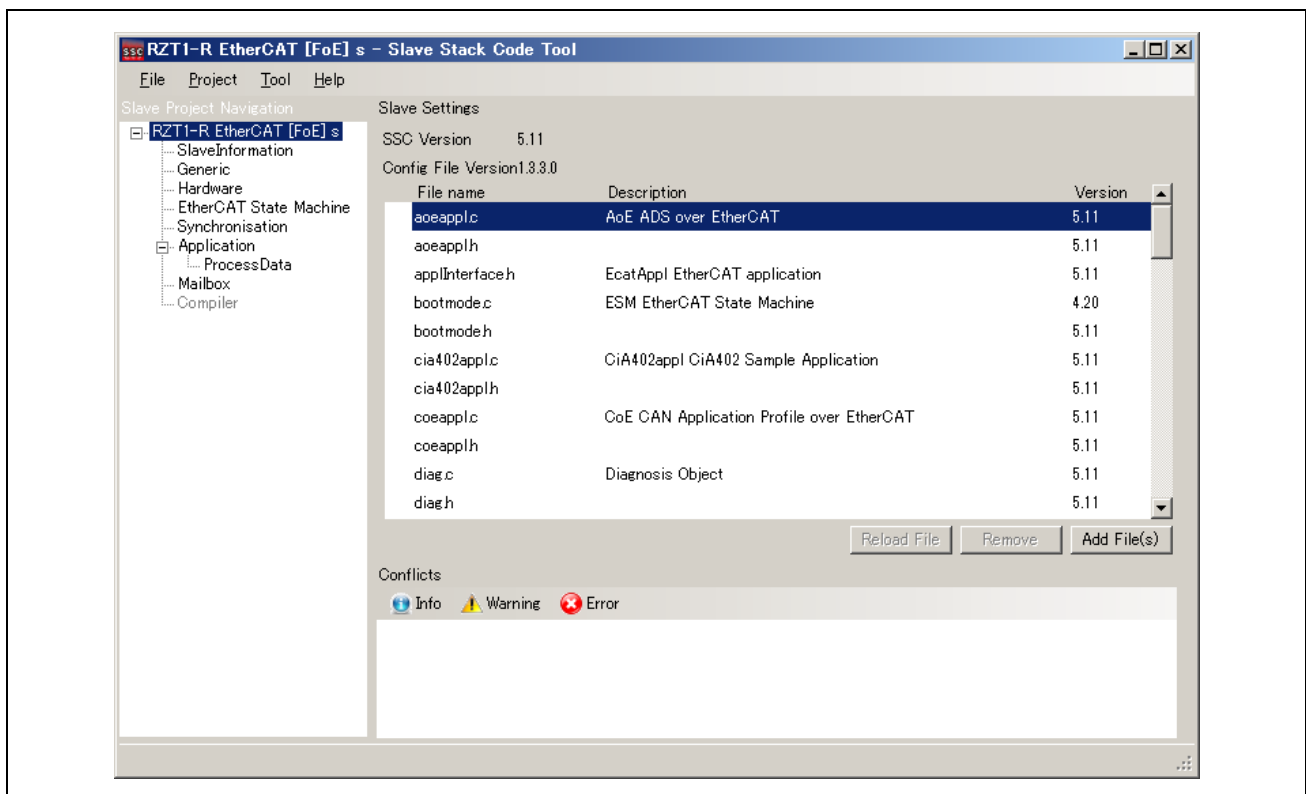 ssc RZT1-R EtherCAT [FoE] s - Slave Stack Code Tool
File Project Tool Help
Slave Project Navigation
RZT1-R EtherCAT [FoE] s
SlaveInformation
Generic
Hardware
EtherCAT State Machine
Synchronisation
Application
ProcessData
Mailbox
Compiler
Slave Settings
SSC Version 5.11
Config File Version1.3.3.0
File name Description Version
aoeappl.c AoE ADS over EtherCAT 5.11
aoeappl.h 5.11
applInterface.h EcatAppl EtherCAT application 5.11
bootmode.c ESM EtherCAT State Machine 4.20
bootmode.h 5.11
cia402appl.c CiA402appl CiA402 Sample Application 5.11
cia402appl.h 5.11
coeappl.c CoE CAN Application Profile over EtherCAT 5.11
coeappl.h 5.11
diag.c Diagnosis Object 5.11
diag.h 5.11
Reload File Remove Add File(s)
Conflicts
Info Warning Error